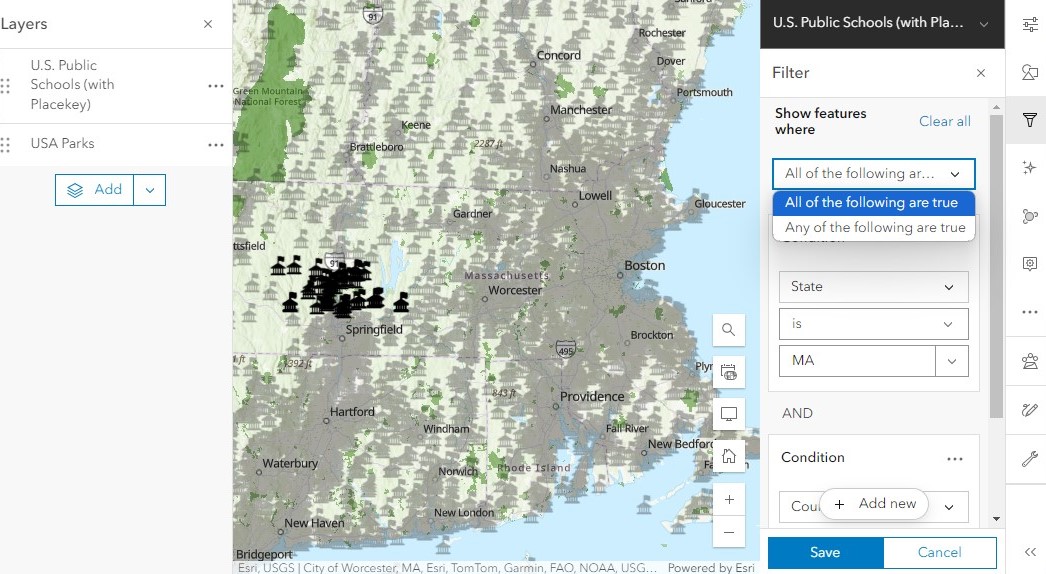 Layers
U.S. Public
Schools (with
Placekey)
USA Parks
Add
91
Rochester
Concord
Dover
Green Mountain
National Forest
Portsmouth
Manchester
Keene
2287 ft
Brattleboro
Nashua
Lowell
Gloucester
Gardner
ttsfield
91
Boston
Massachusetts
Worcester
Springfield
Brockton
495
ft
1392 ft
Plyn
843 ft
Providence
Hartford
Fall River
Windham
New Bedford
Waterbury
Rhode Island
Norwich
New London
New Haven
Bridgeport
Esri, USGS | City of Worcester, MA, Esri, TomTom, Garmin, FAO, NOAA, USG... Powered by Esri
U.S. Public Schools (with Pla...
Filter
Show features
where
Clear all
All of the following ar...
All of the following are true
Any of the following are true
Condition
State
is
MA
AND
Condition
Cou
Add new
Save
Cancel